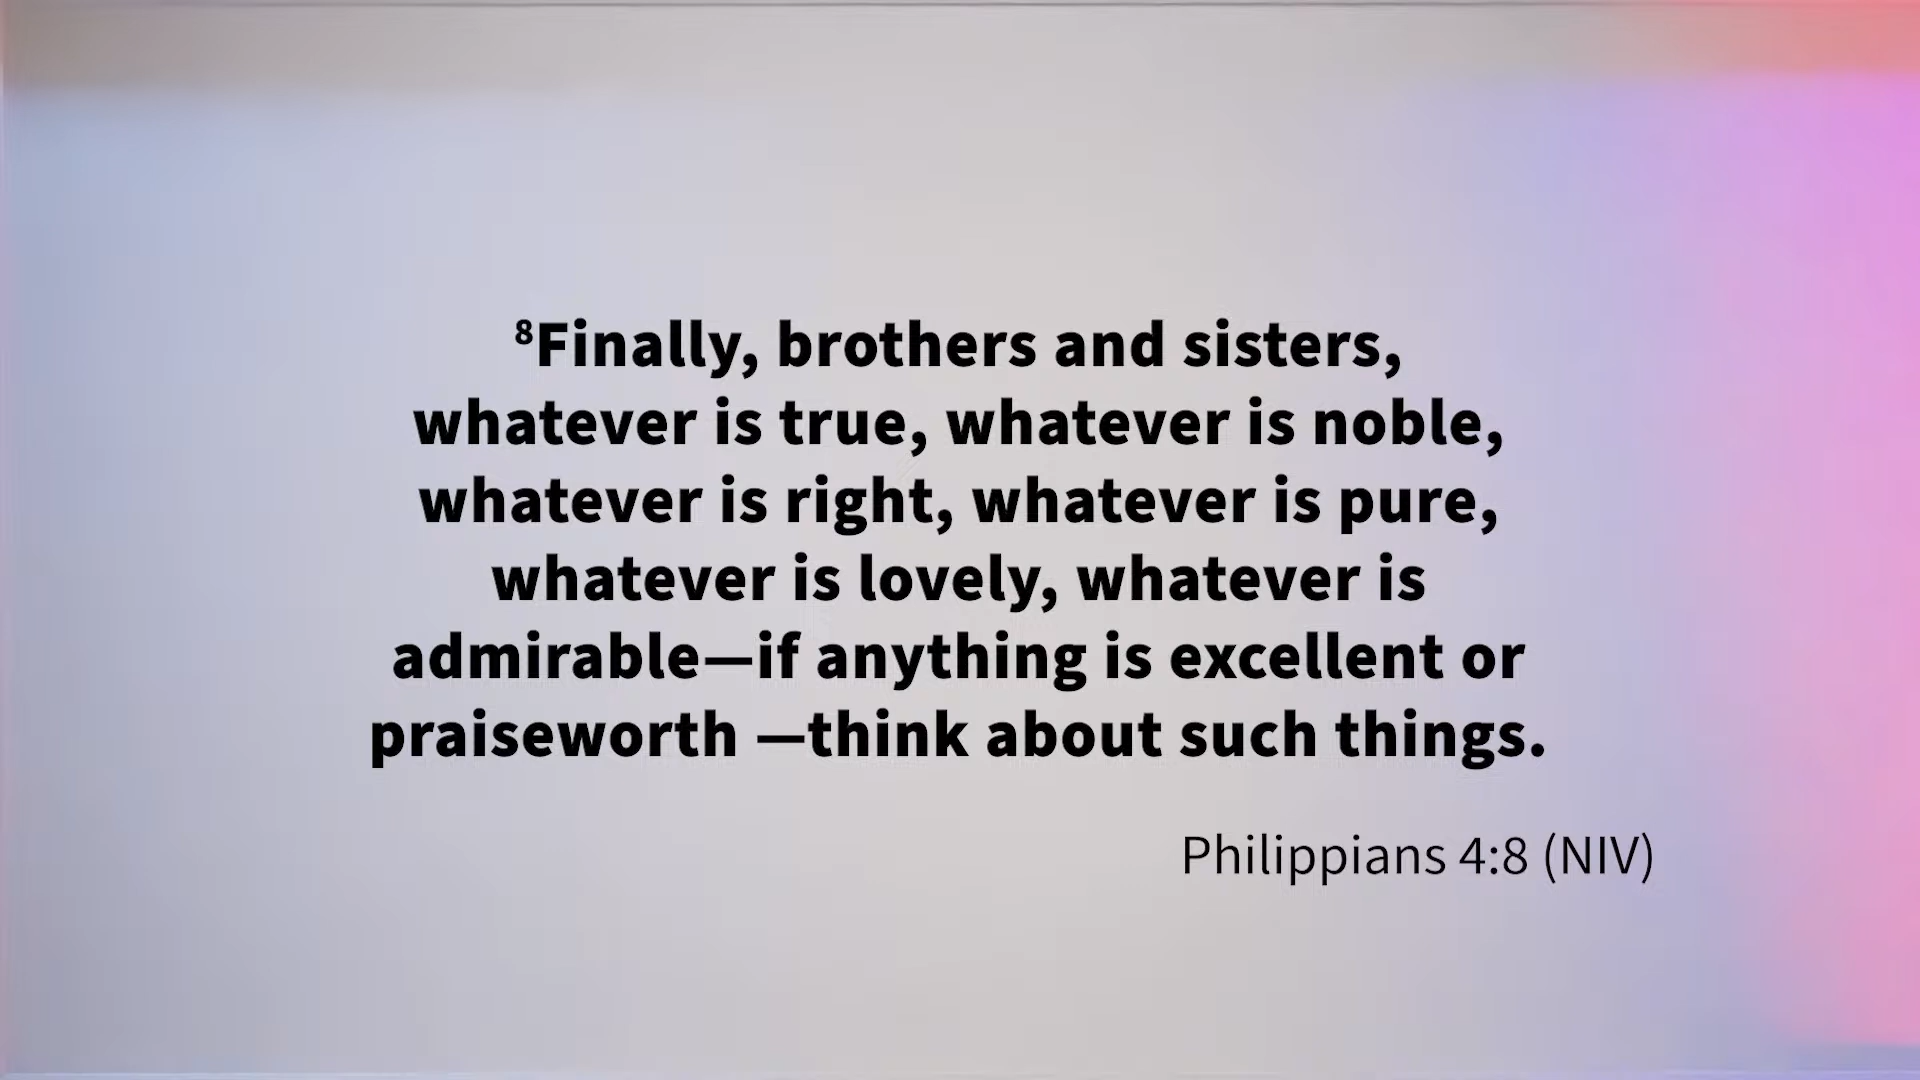 ⁸Finally, brothers and sisters,
whatever is true, whatever is noble,
whatever is right, whatever is pure,
whatever is lovely, whatever is
admirable—if anything is excellent or
praiseworth —think about such things.
Philippians 4:8 (NIV)